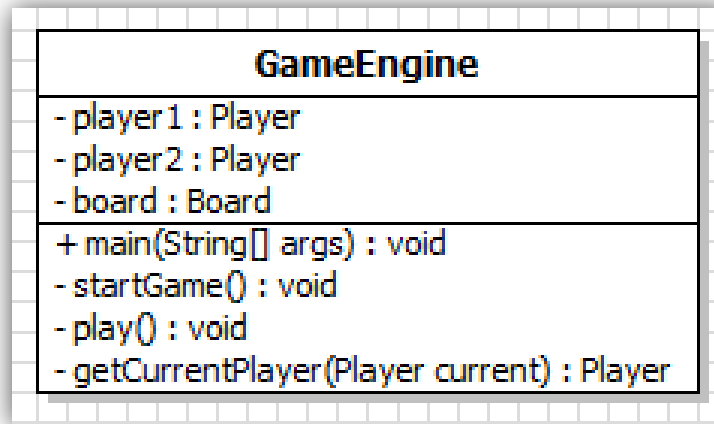 GameEngine
- player1 : Player
- player2 : Player
- board : Board
+ main(String[] args) : void
- startGame() : void
- play() : void
- getCurrentPlayer(Player current) : Player